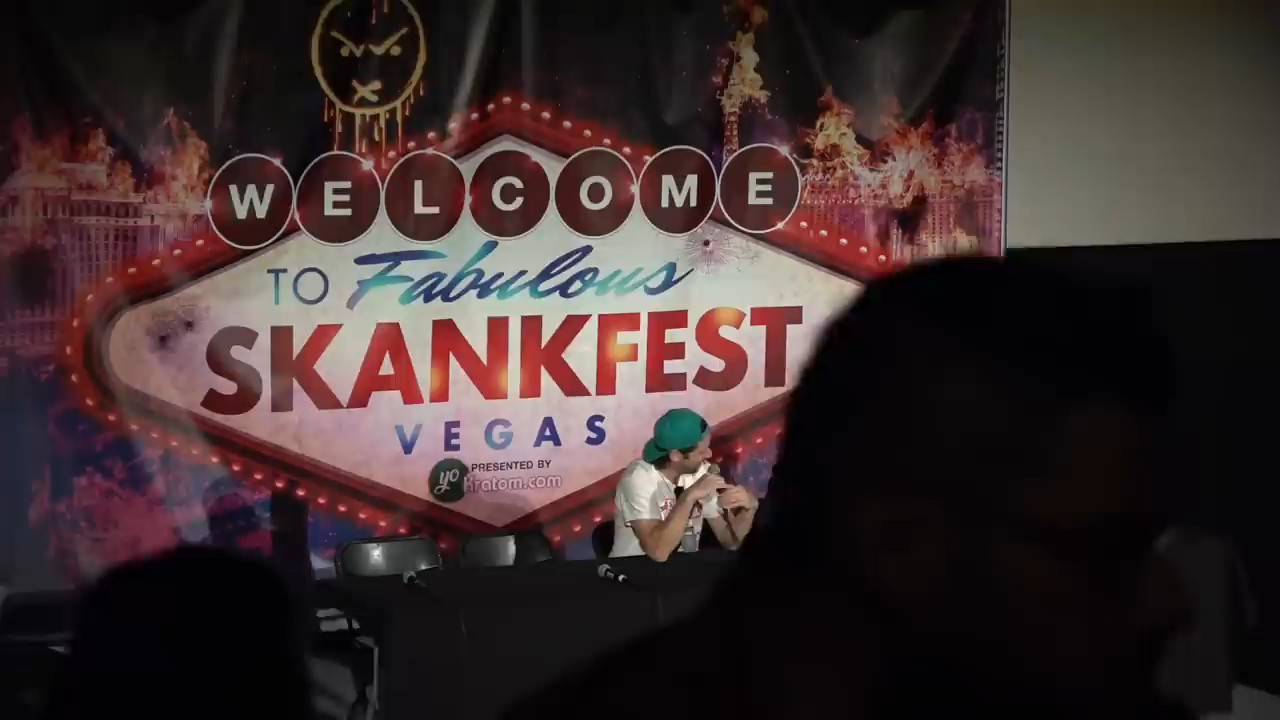 WELCOME
TO Fabulous
SKANKFEST
VEGAS
PRESENTED BY
yo Kratom.com